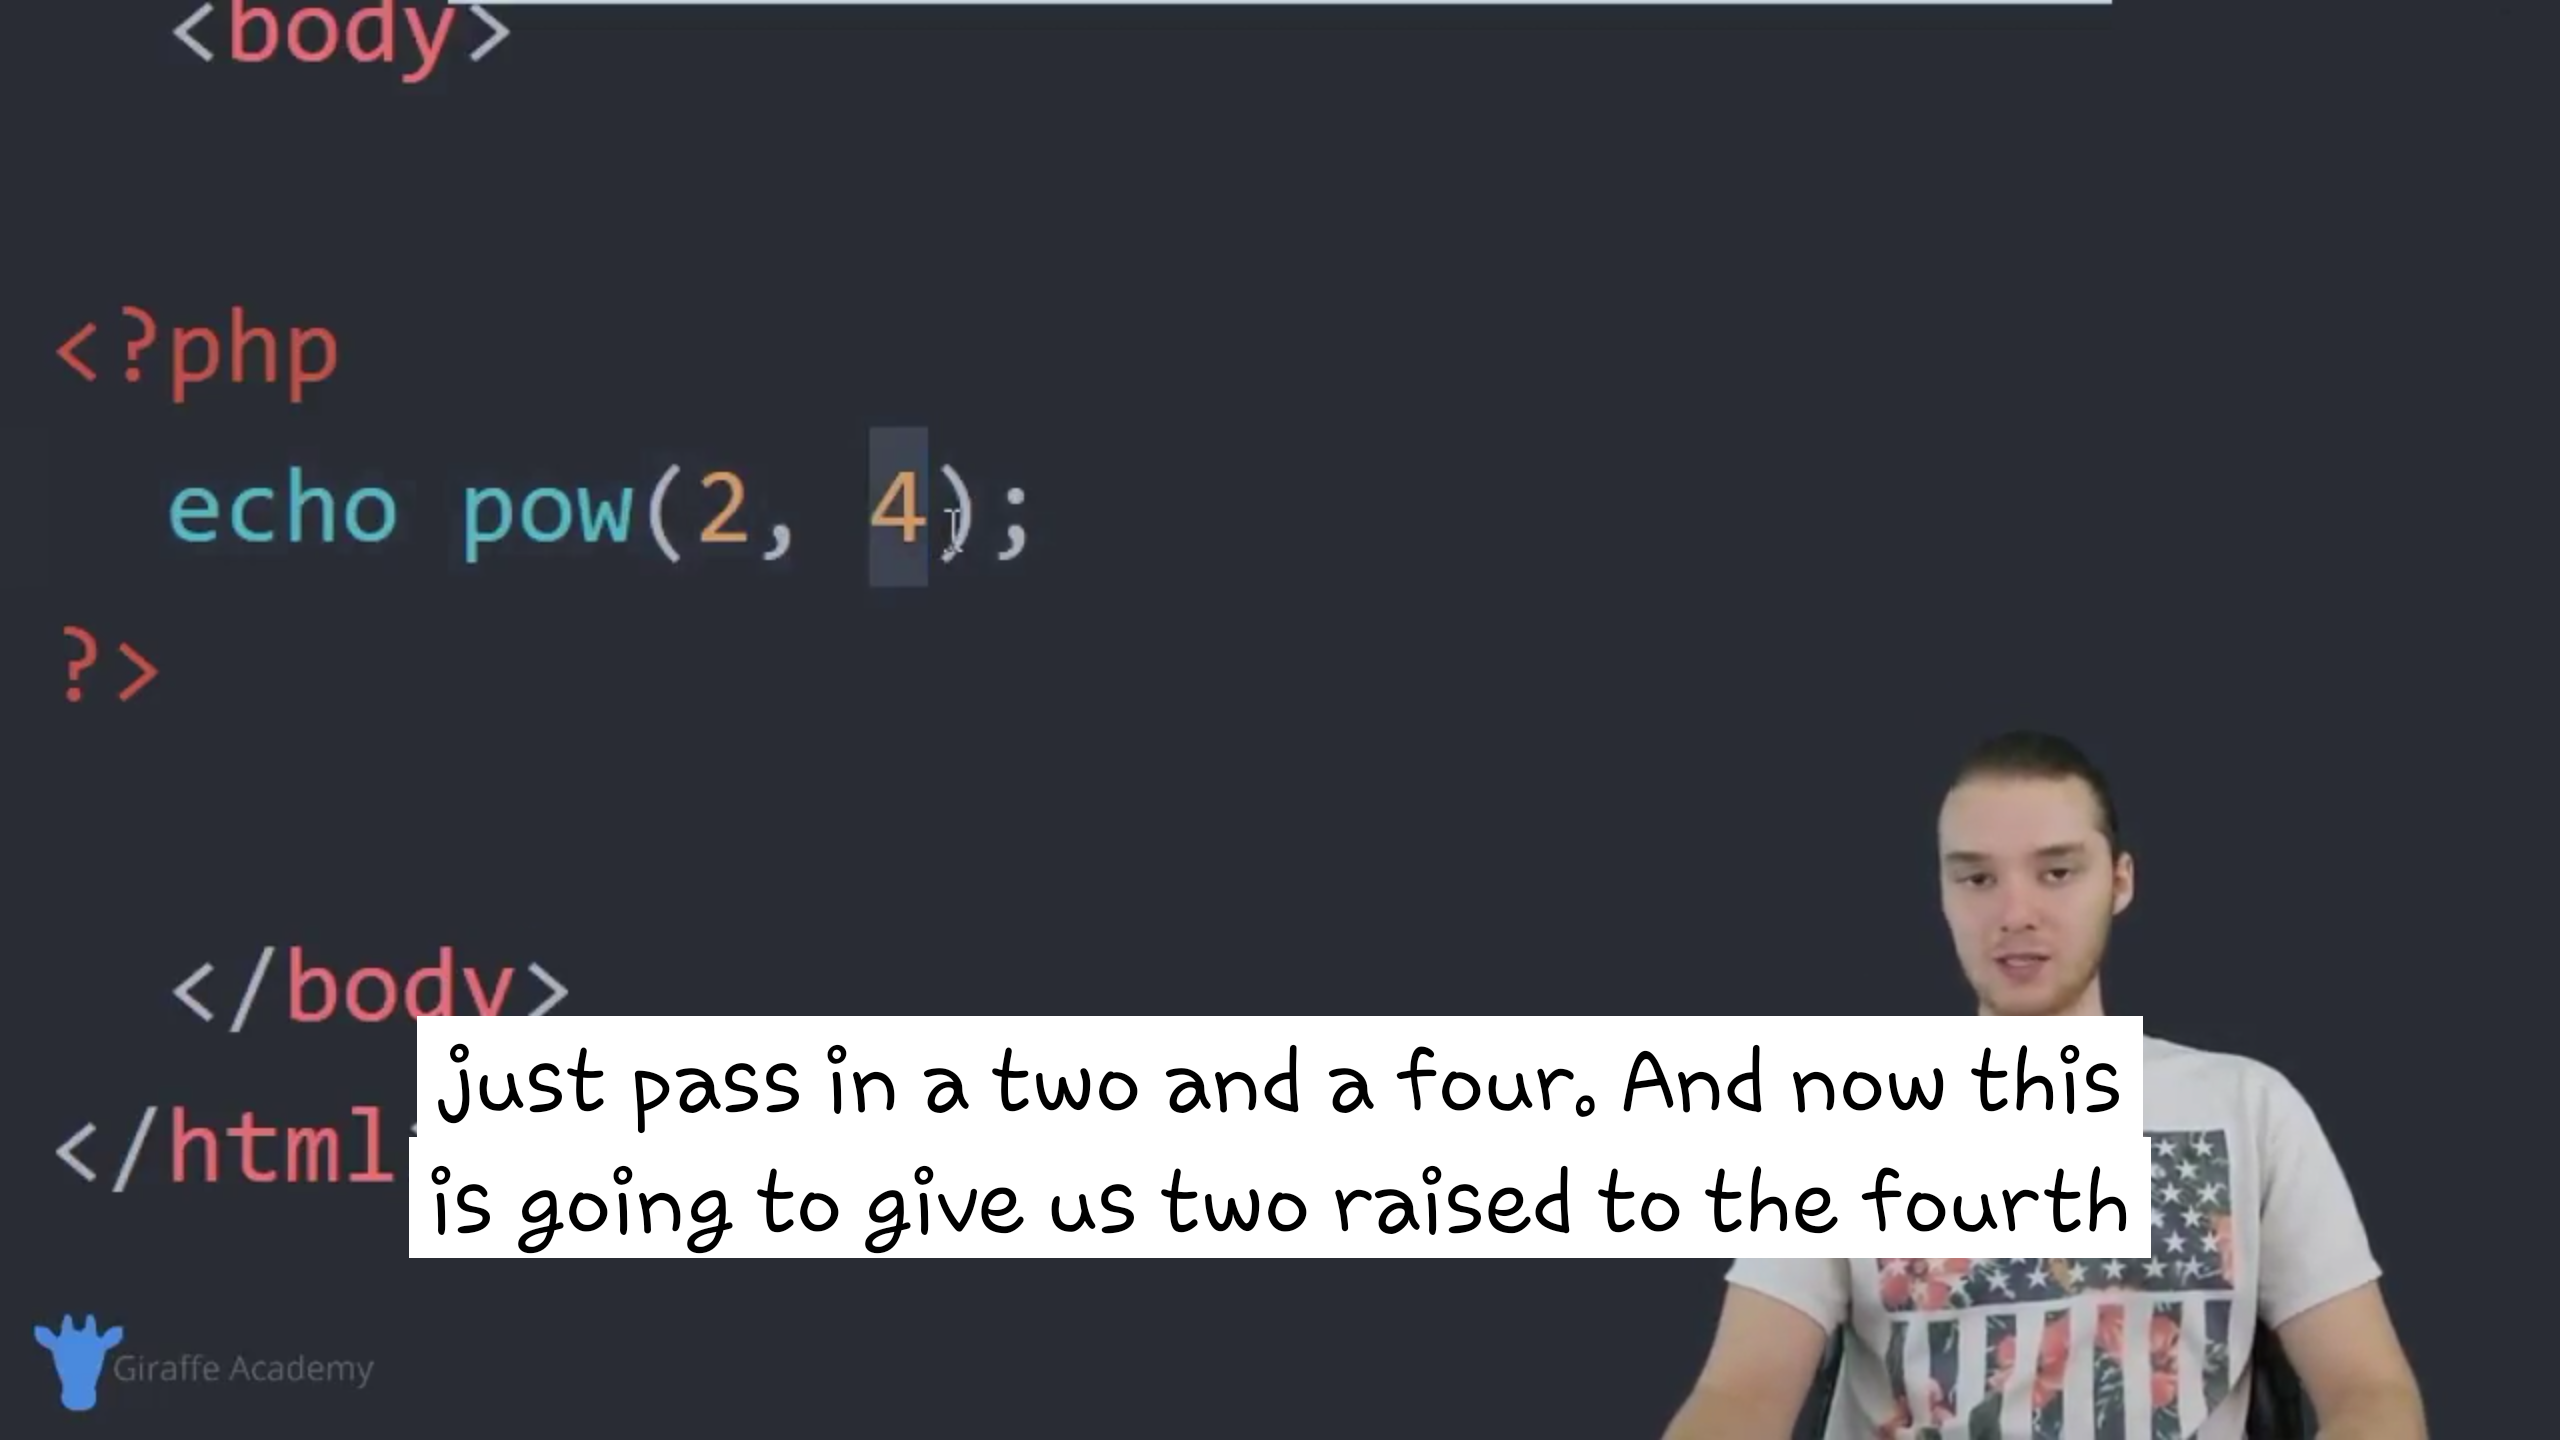 <body>
<?php
echo pow(2, 4);
?>
</body>
</html
just pass in a two and a four. And now this
is going to give us two raised to the fourth
Giraffe Academy